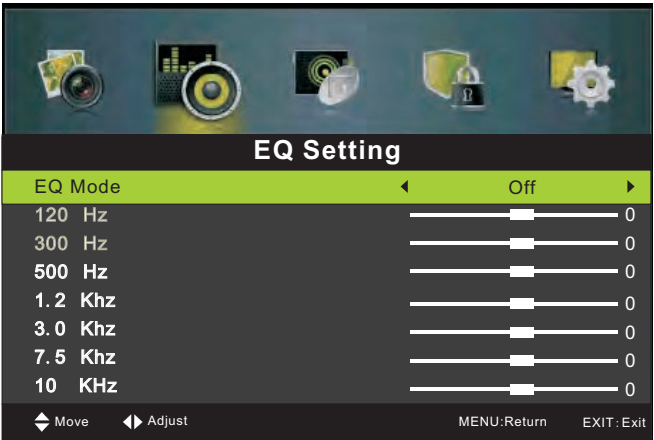 EQ Setting
EQ Mode Off
120 Hz 0
300 Hz 0
500 Hz 0
1.2 Khz 0
3.0 Khz 0
7.5 Khz 0
10 KHz 0
Move Adjust MENU:Return EXIT:Exit